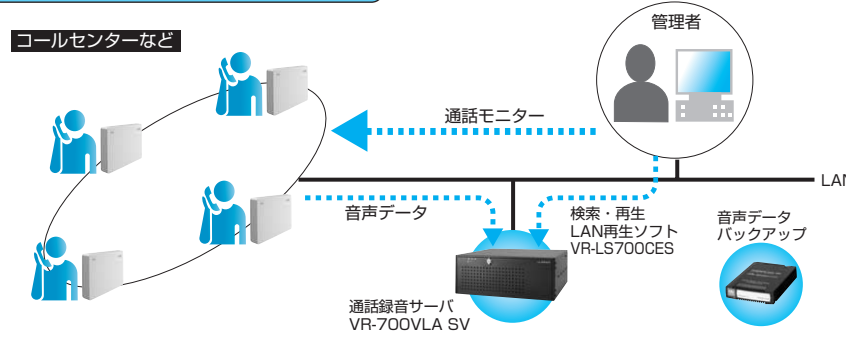 コールセンターなど
管理者
通話モニター
LAN
音声データ
検索・再生
LAN再生ソフト
VR-LS700CES
音声データ
バックアップ
通話録音サーバ
VR-700VLA SV